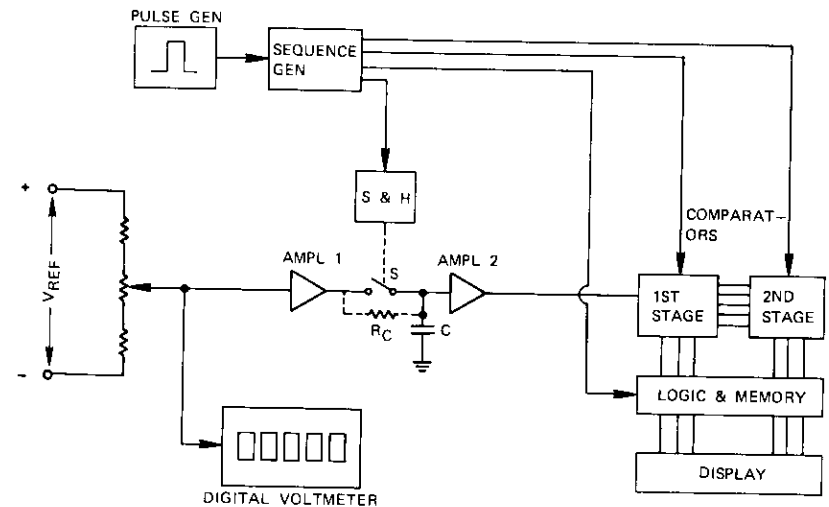 PULSE GEN
SEQUENCE
GEN
S & H
COMPARAT-
ORS
+
VREF
-
AMPL 1
S
AMPL 2
RC
C
1ST
STAGE
2ND
STAGE
LOGIC & MEMORY
DISPLAY
DIGITAL VOLTMETER